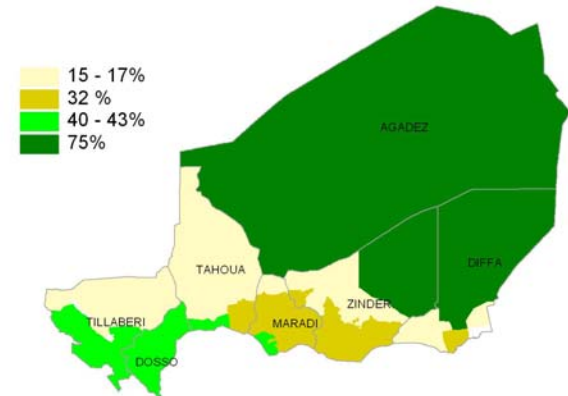 15 - 17%
32 %
40 - 43%
75%
AGADEZ
TAHOUA
DIFFA
ZINDER
TILLABERI
MARADI
DOSSO